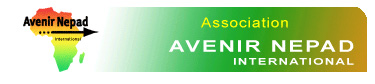 Avenir Nepad
International
Association
AVENIR NEPAD
INTERNATIONAL